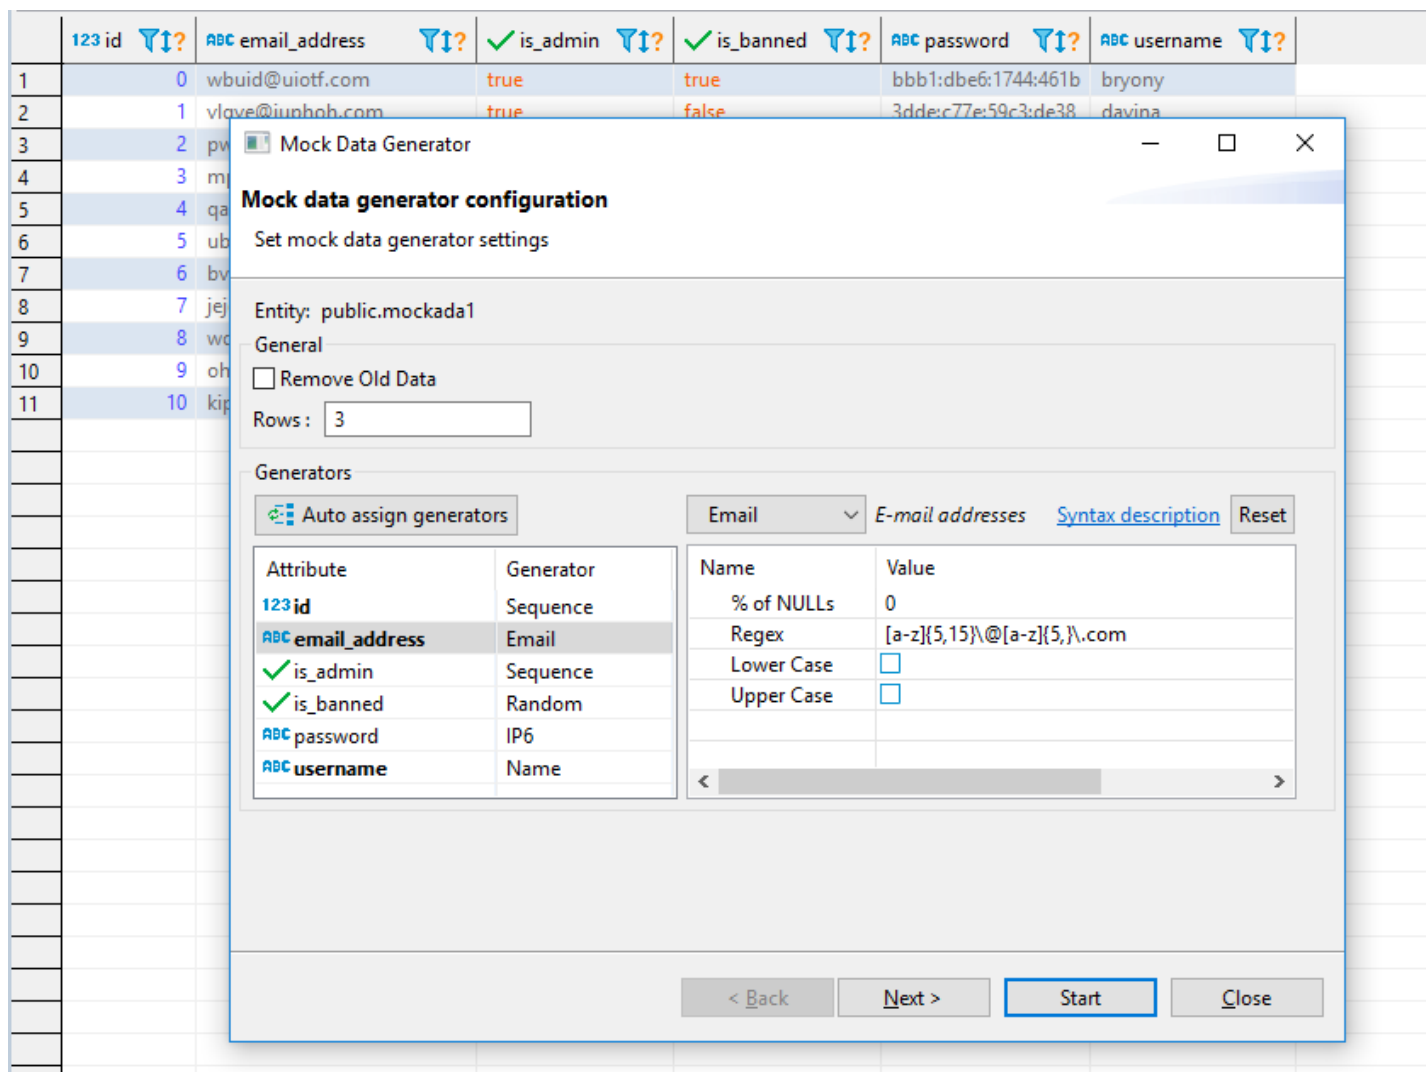 123 id ABC email_address is_admin is_banned ABC password ABC username
1 0 wbuid@uiotf.com true true bbb1:dbe6:1744:461b bryony
2 1 true false 3dde:c77e:59c3:de38 davina
3 2
4 3
5 4
6 5
7 6
8 7
9 8
10 9
11 10
Mock Data Generator
Mock data generator configuration
Set mock data generator settings
Entity: public.mockada1
General
Remove Old Data
Rows : 3
Generators
Auto assign generators
Email E-mail addresses Syntax description Reset
Attribute Generator
123 id Sequence
ABC email_address Email
is_admin Sequence
is_banned Random
ABC password IP6
ABC username Name
Name Value
% of NULLs 0
Regex [a-z]{5,15}\@[a-z]{5,}\.com
Lower Case
Upper Case
< Back Next > Start Close